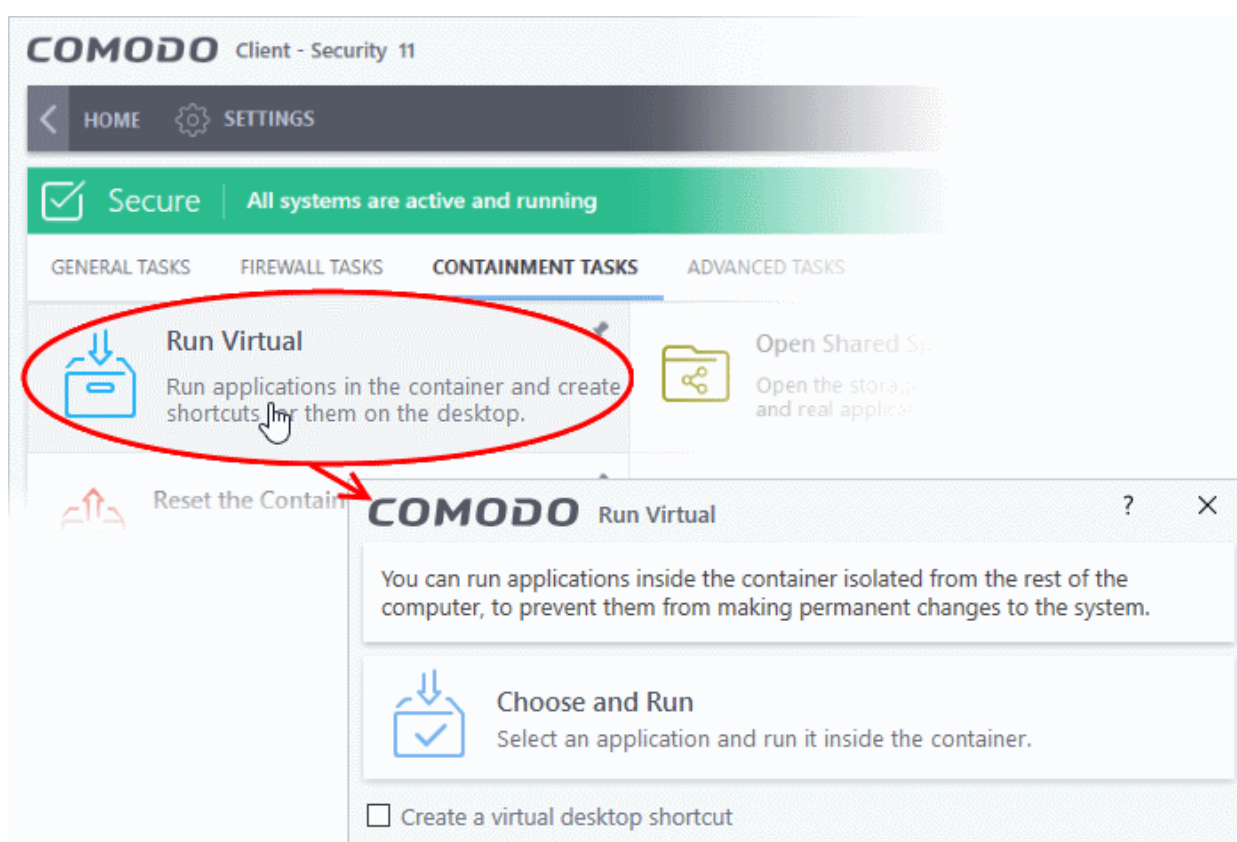 COMODO Client - Security 11
HOME SETTINGS
Secure All systems are active and running
GENERAL TASKS FIREWALL TASKS CONTAINMENT TASKS ADVANCED TASKS
Run Virtual
Run applications in the container and create
shortcuts for them on the desktop.
Open Shared
Open the
and real
Reset the
COMODO Run Virtual
?
You can run applications inside the container isolated from the rest of the
computer, to prevent them from making permanent changes to the system.
Choose and Run
Select an application and run it inside the container.
Create a virtual desktop shortcut